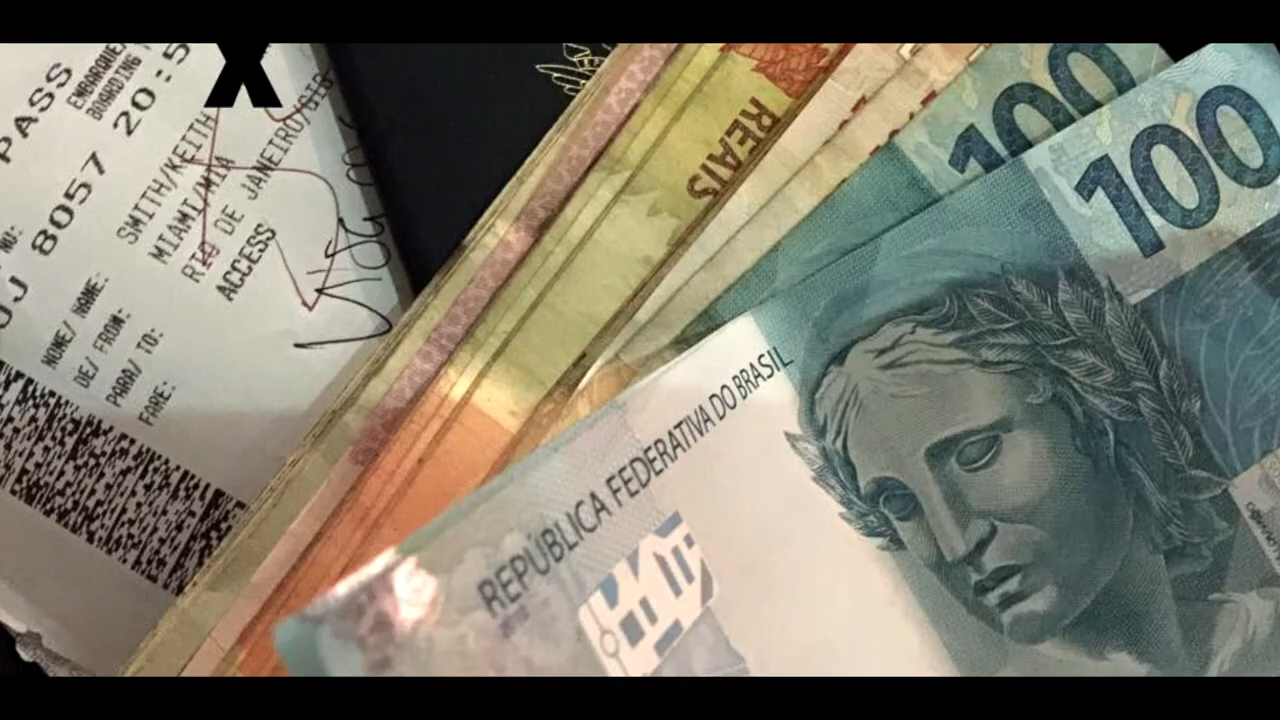 PASS
EMBARQUE/
BOARDING
20:5
8057
SMITH/KEITH
MIAMI/MIA
RIO DE JANEIRO/GIG
ACCESS
NOME/ NAME:
DE/ FROM:
PARA/ TO:
FARE:
X
REAIS
100
100
REPÚBLICA FEDERATIVA DO BRASIL